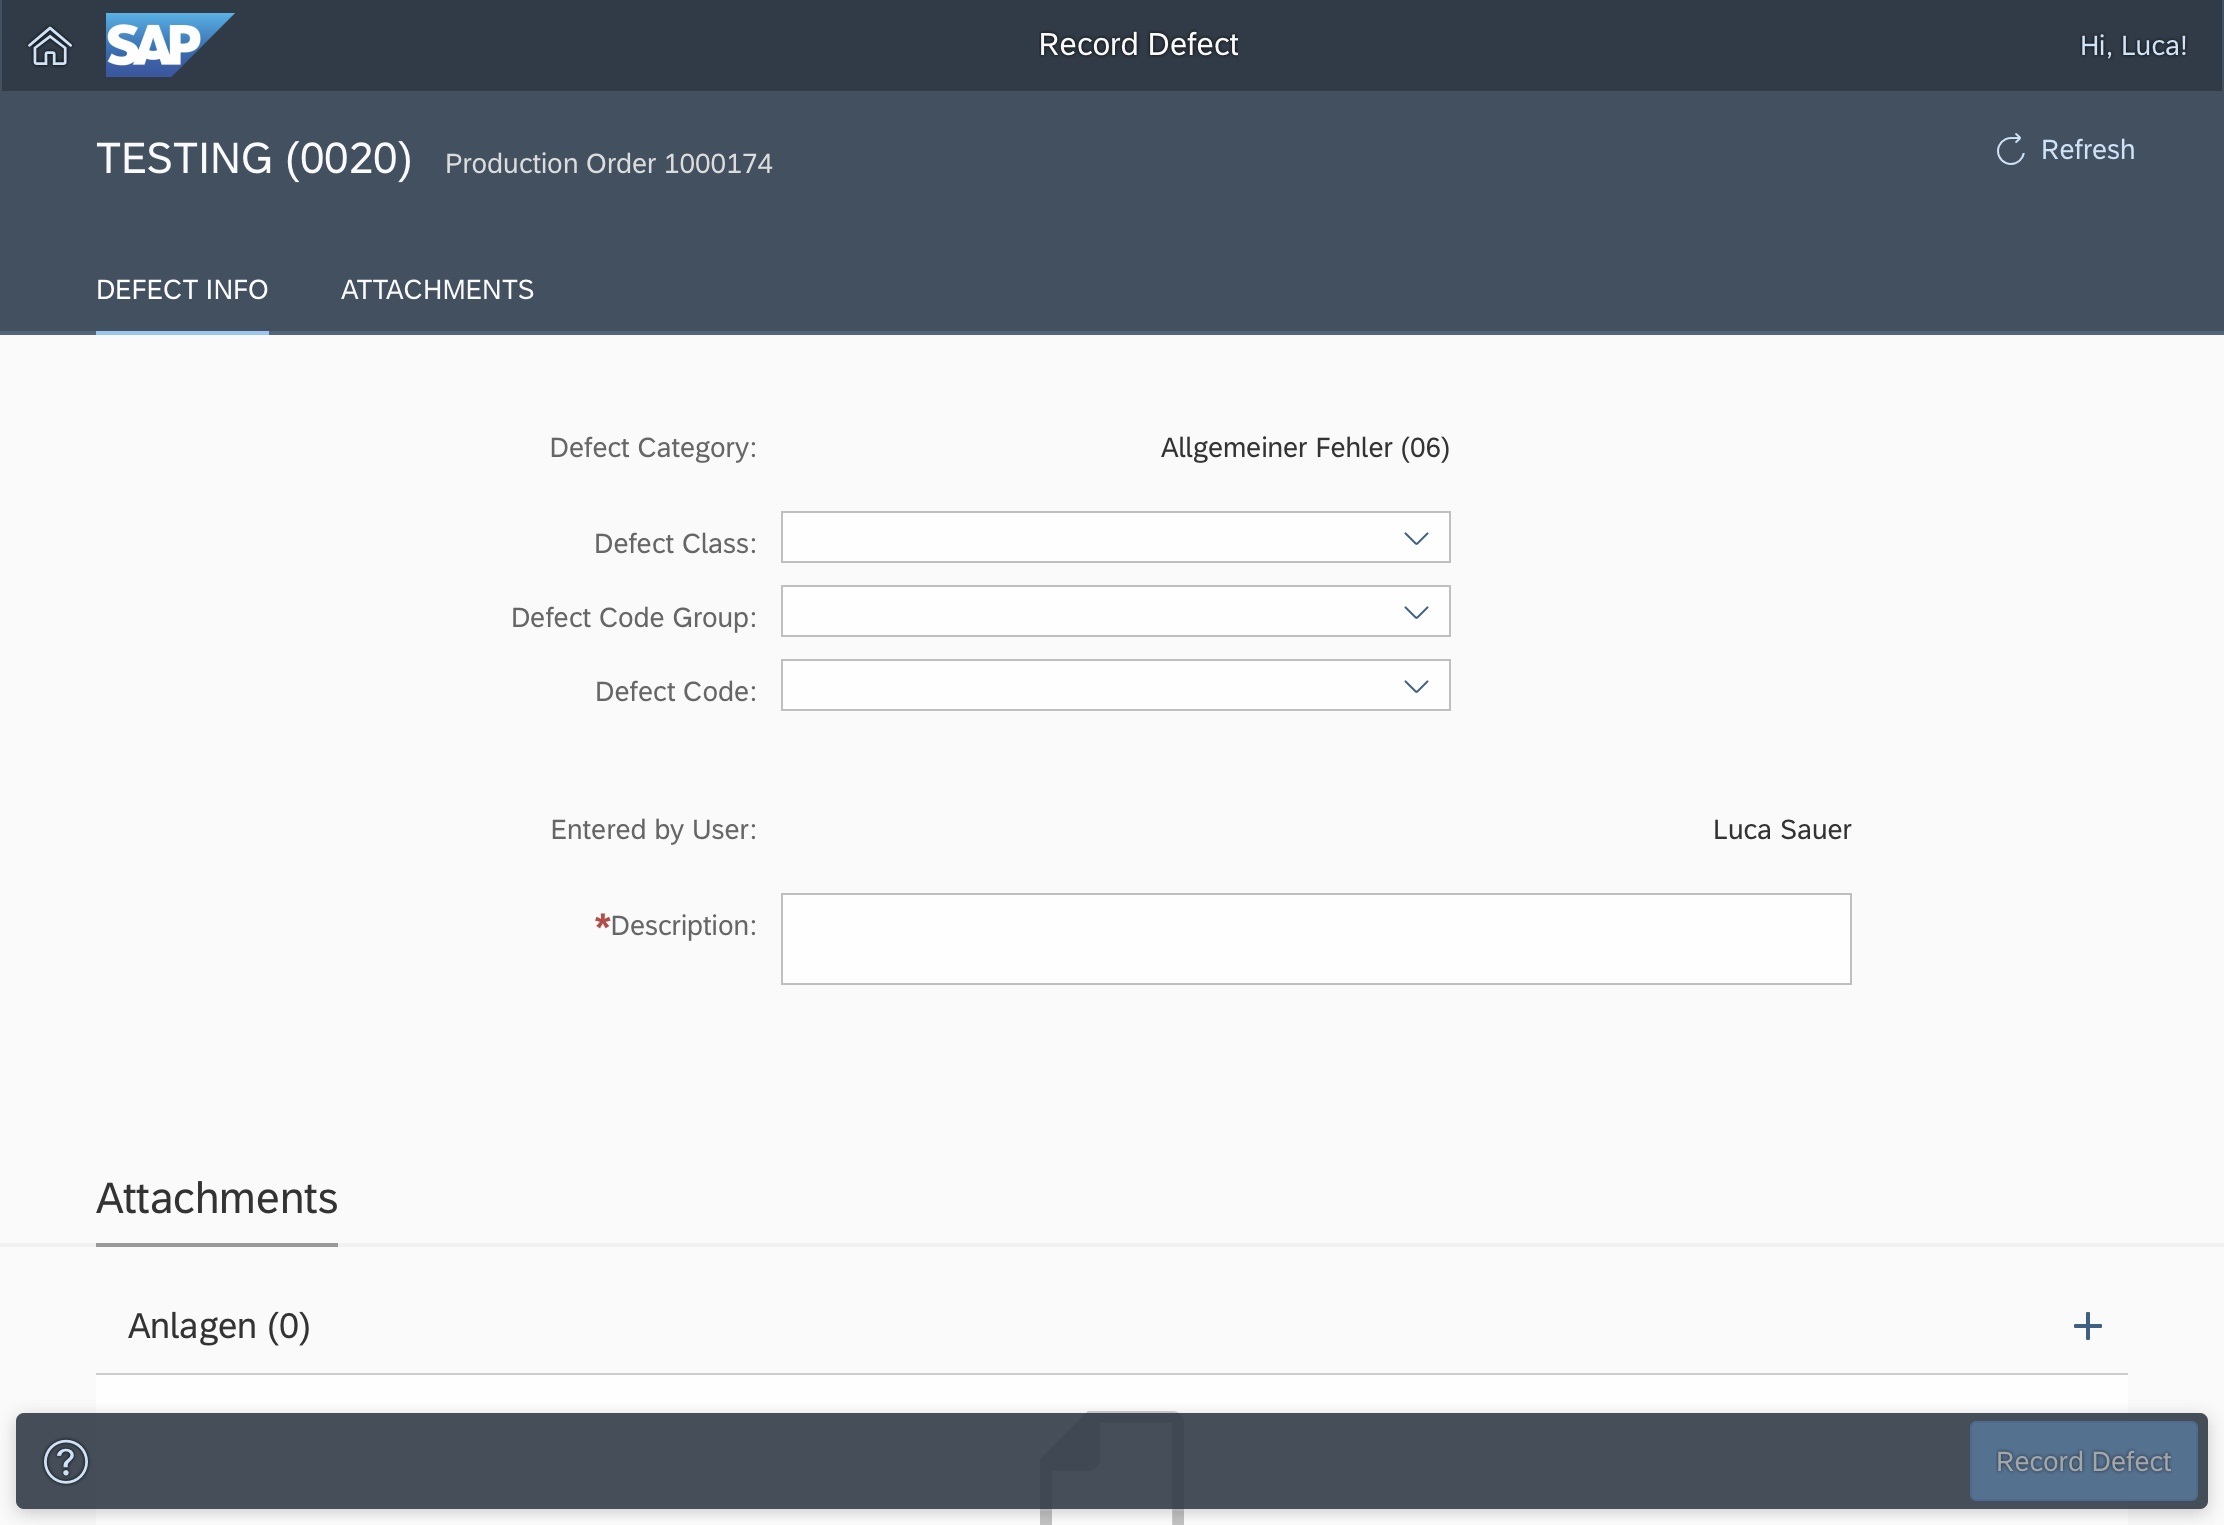 SAP
Record Defect
Hi, Luca!
TESTING (0020) Production Order 1000174
Refresh
DEFECT INFO ATTACHMENTS
Defect Category: Allgemeiner Fehler (06)
Defect Class:
Defect Code Group:
Defect Code:
Entered by User: Luca Sauer
*Description:
Attachments
Anlagen (0)
Record Defect